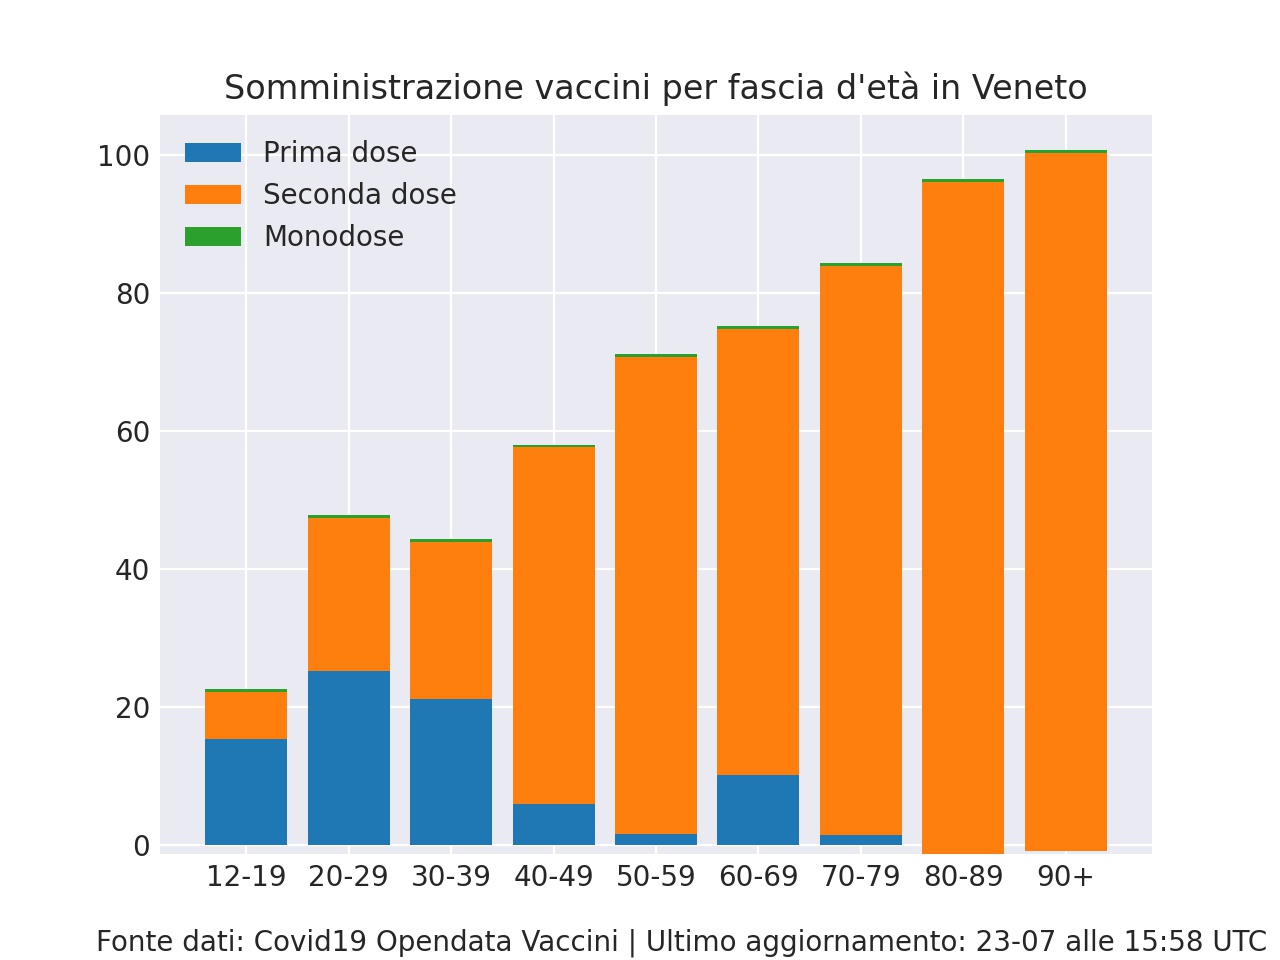 Somministrazione vaccini per fascia d'età in Veneto
Prima dose
Seconda dose
Monodose
100
80
60
40
20
0
12-19 20-29 30-39 40-49 50-59 60-69 70-79 80-89 90+
Fonte dati: Covid19 Opendata Vaccini | Ultimo aggiornamento: 23-07 alle 15:58 UTC